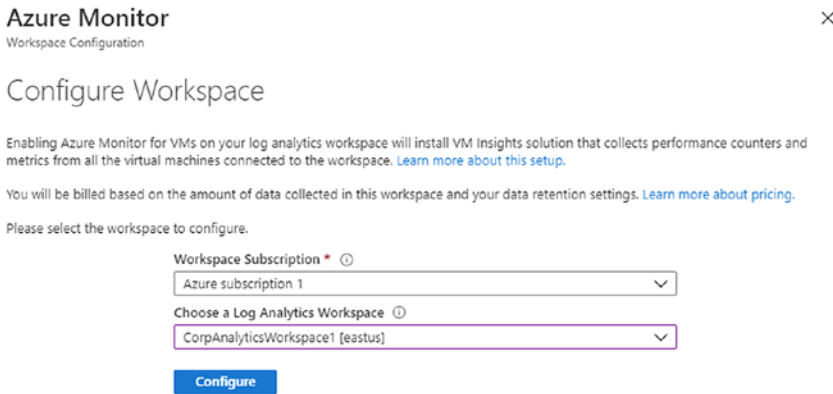 Azure Monitor
Workspace Configuration
Configure Workspace
Enabling Azure Monitor for VMs on your log analytics workspace will install VM Insights solution that collects performance counters and
metrics from all the virtual machines connected to the workspace. Learn more about this setup.
You will be billed based on the amount of data collected in this workspace and your data retention settings. Learn more about pricing.
Please select the workspace to configure.
Workspace Subscription *
Azure subscription 1
Choose a Log Analytics Workspace
CorpAnalyticsWorkspace1 [eastus]
Configure